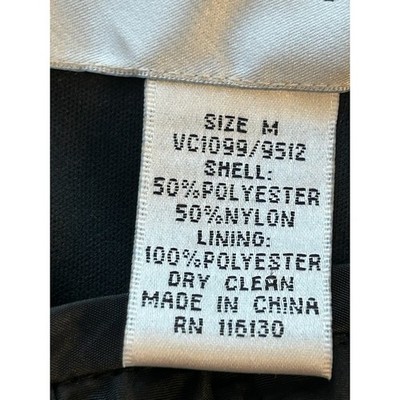 SIZE M
VC1099/9512
SHELL:
50%POLYESTER
50%NYLON
LINING:
100%POLYESTER
DRY CLEAN
MADE IN CHINA
RN 116130